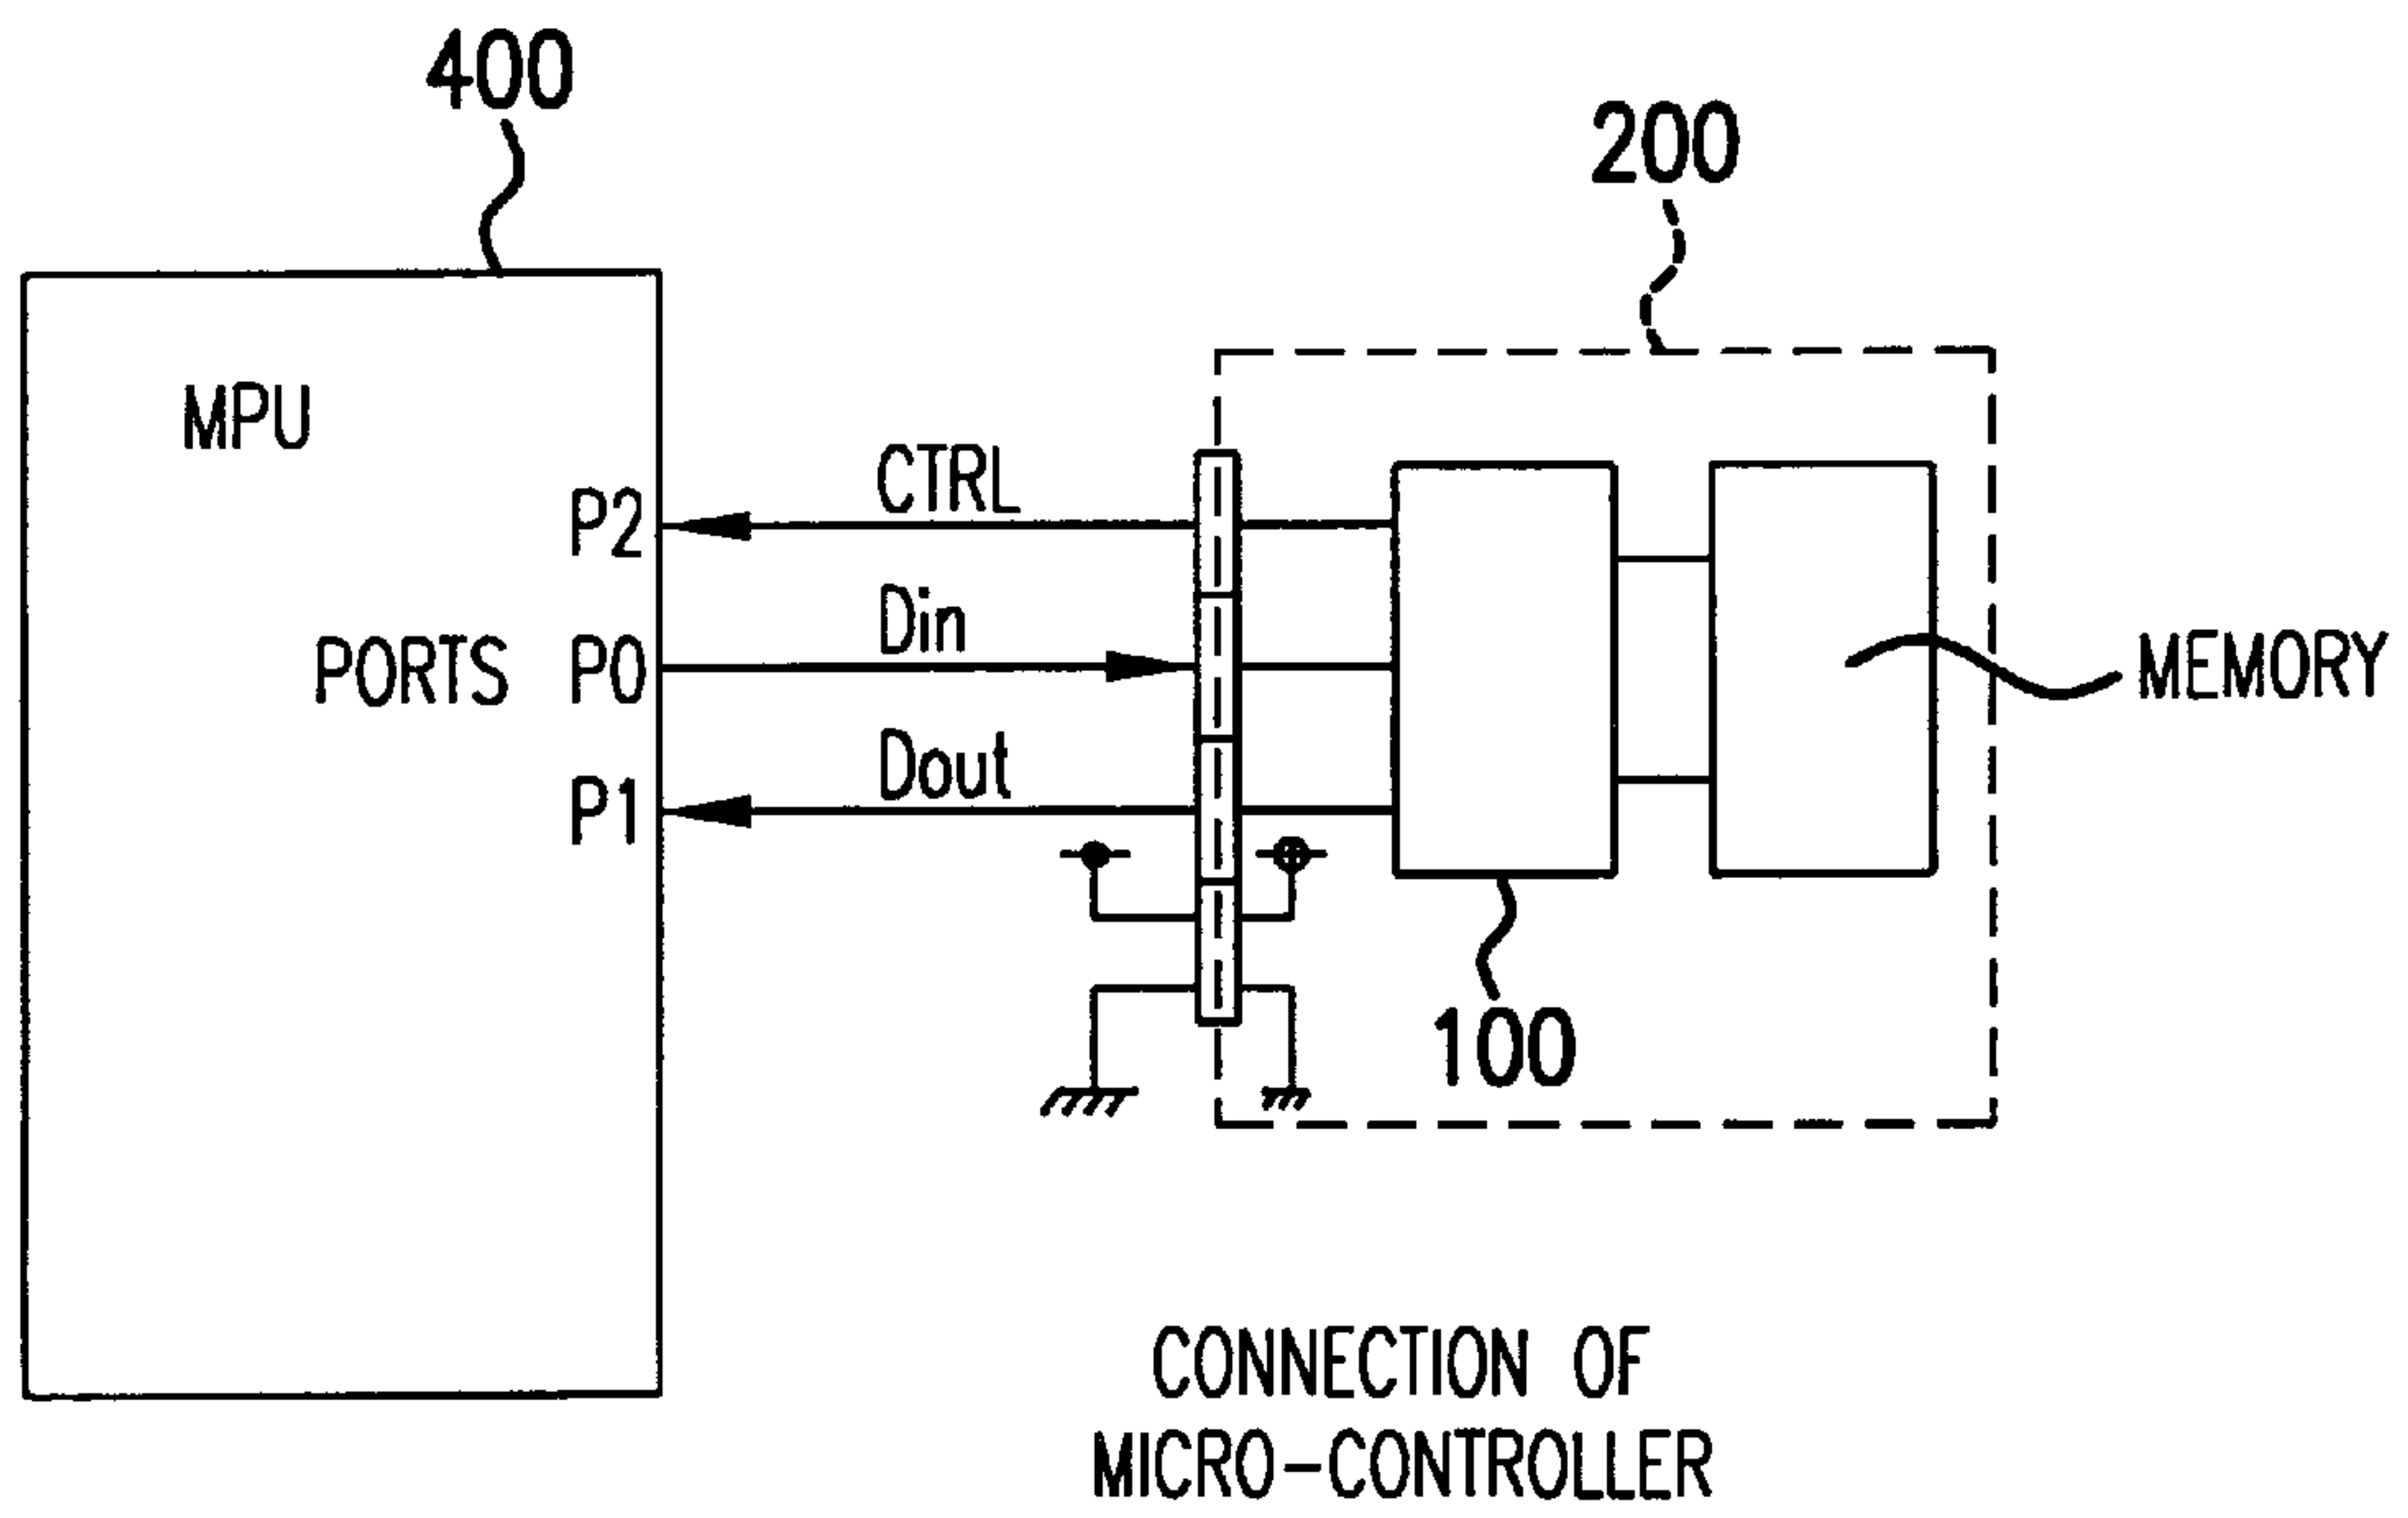 400
200
MPU
CTRL
P2
Din
PORTS P0
MEMORY
Dout
P1
100
CONNECTION OF
MICRO-CONTROLLER